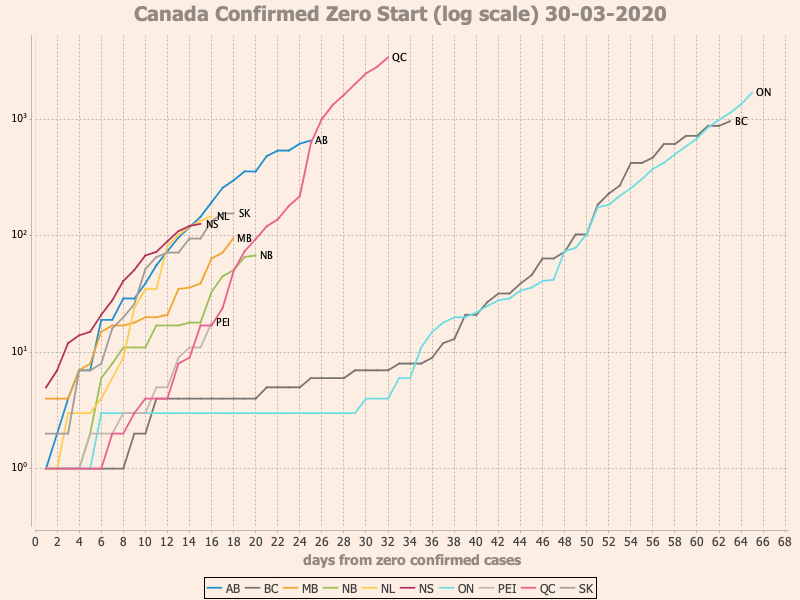 Canada Confirmed Zero Start (log scale) 30-03-2020
QC
ON
10³
BC
AB
NL
SK
NS
10²
MB
NB
PEI
10¹
10⁰
0 2 4 6 8 10 12 14 16 18 20 22 24 26 28 30 32 34 36 38 40 42 44 46 48 50 52 54 56 58 60 62 64 66 68
days from zero confirmed cases
AB BC MB NB NL NS ON PEI QC SK